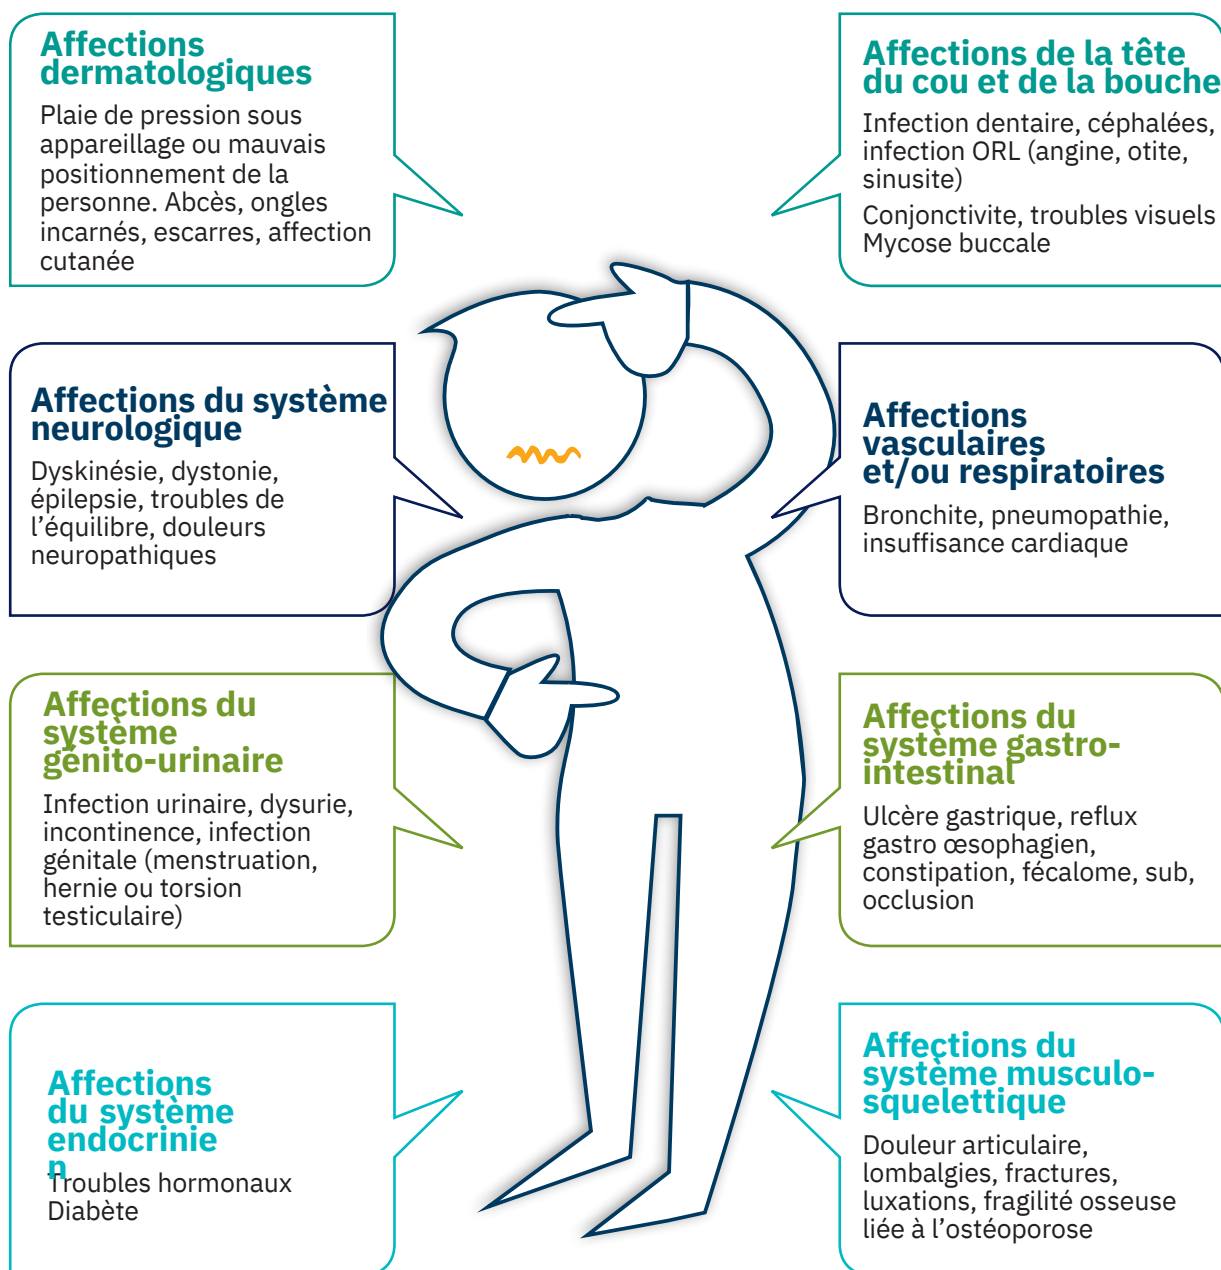 Affections
dermatologiques
Plaie de pression sous
appareillage ou mauvais
positionnement de la
personne. Abcès, ongles
incarnés, escarres, affection
cutanée
Affections de la tête
du cou et de la bouche
Infection dentaire, céphalées,
infection ORL (angine, otite,
sinusite)
Conjonctivite, troubles visuels
Mycose buccale
Affections du système
neurologique
Dyskinésie, dystonie,
épilepsie, troubles de
l’équilibre, douleurs
neuropathiques
Affections
vasculaires
et/ou respiratoires
Bronchite, pneumopathie,
insuffisance cardiaque
Affections du
système
génito-urinaire
Infection urinaire, dysurie,
incontinence, infection
génitale (menstruation,
hernie ou torsion
testiculaire)
Affections du
système gastro-
intestinal
Ulcère gastrique, reflux
gastro œsophagien,
constipation, fécalome, sub,
occlusion
Affections
du système
endocrinie
n
Troubles hormonaux
Diabète
Affections du
système musculo-
squelettique
Douleur articulaire,
lombalgies, fractures,
luxations, fragilité osseuse
liée à l’ostéoporose